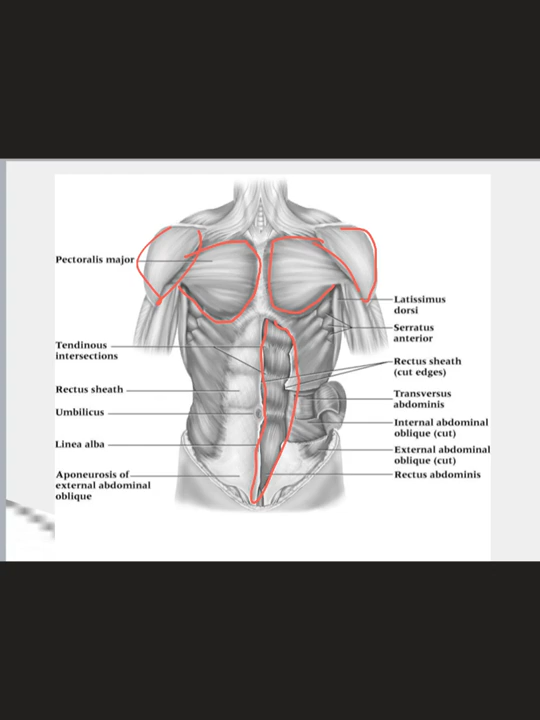 Pectoralis major
Tendinous
intersections
Rectus sheath
Umbilicus
Linea alba
Aponeurosis of
external abdominal
oblique
Latissimus
dorsi
Serratus
anterior
Rectus sheath
(cut edges)
Transversus
abdominis
Internal abdominal
oblique (cut)
External abdominal
oblique (cut)
Rectus abdominis